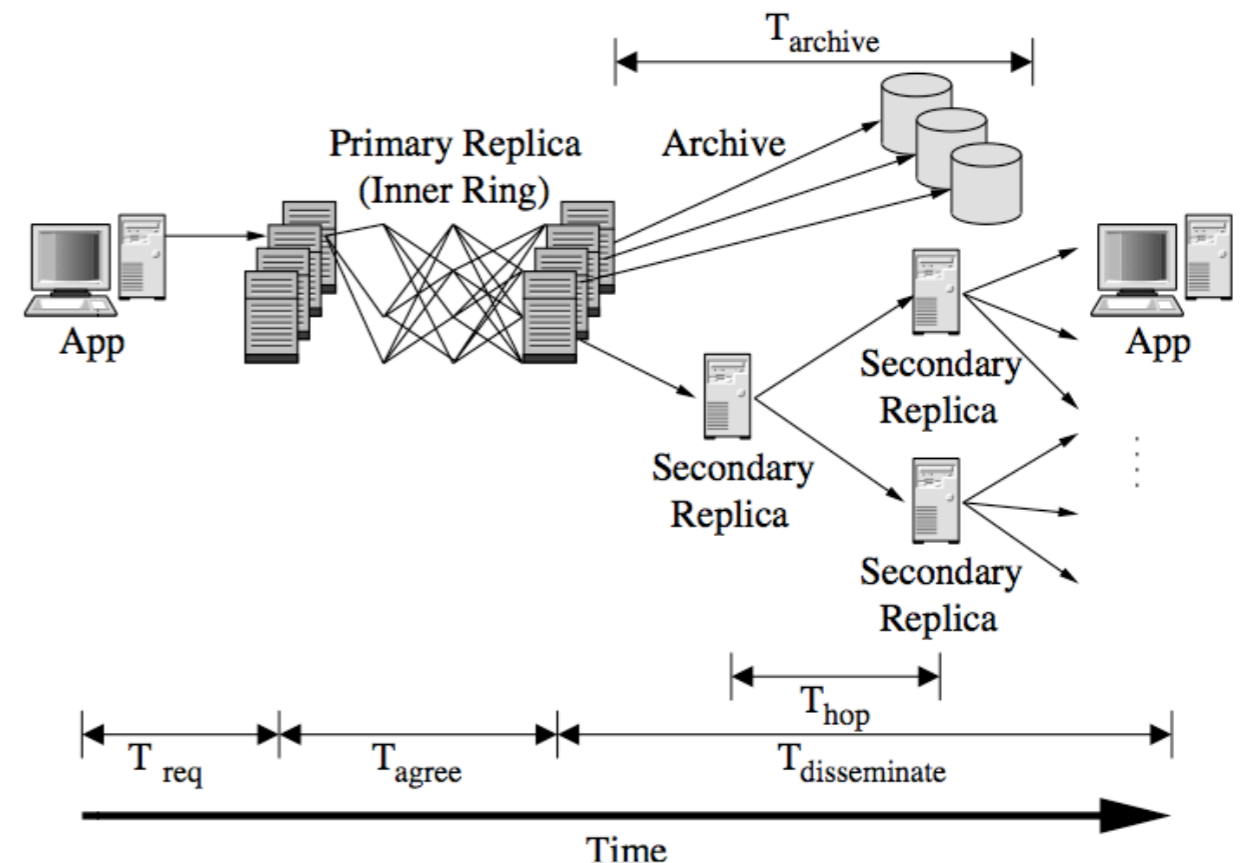 T archive
Primary Replica
(Inner Ring)
Archive
App
App
Secondary
Replica
Secondary
Replica
Secondary
Replica
T hop
T req
T agree
T disseminate
Time